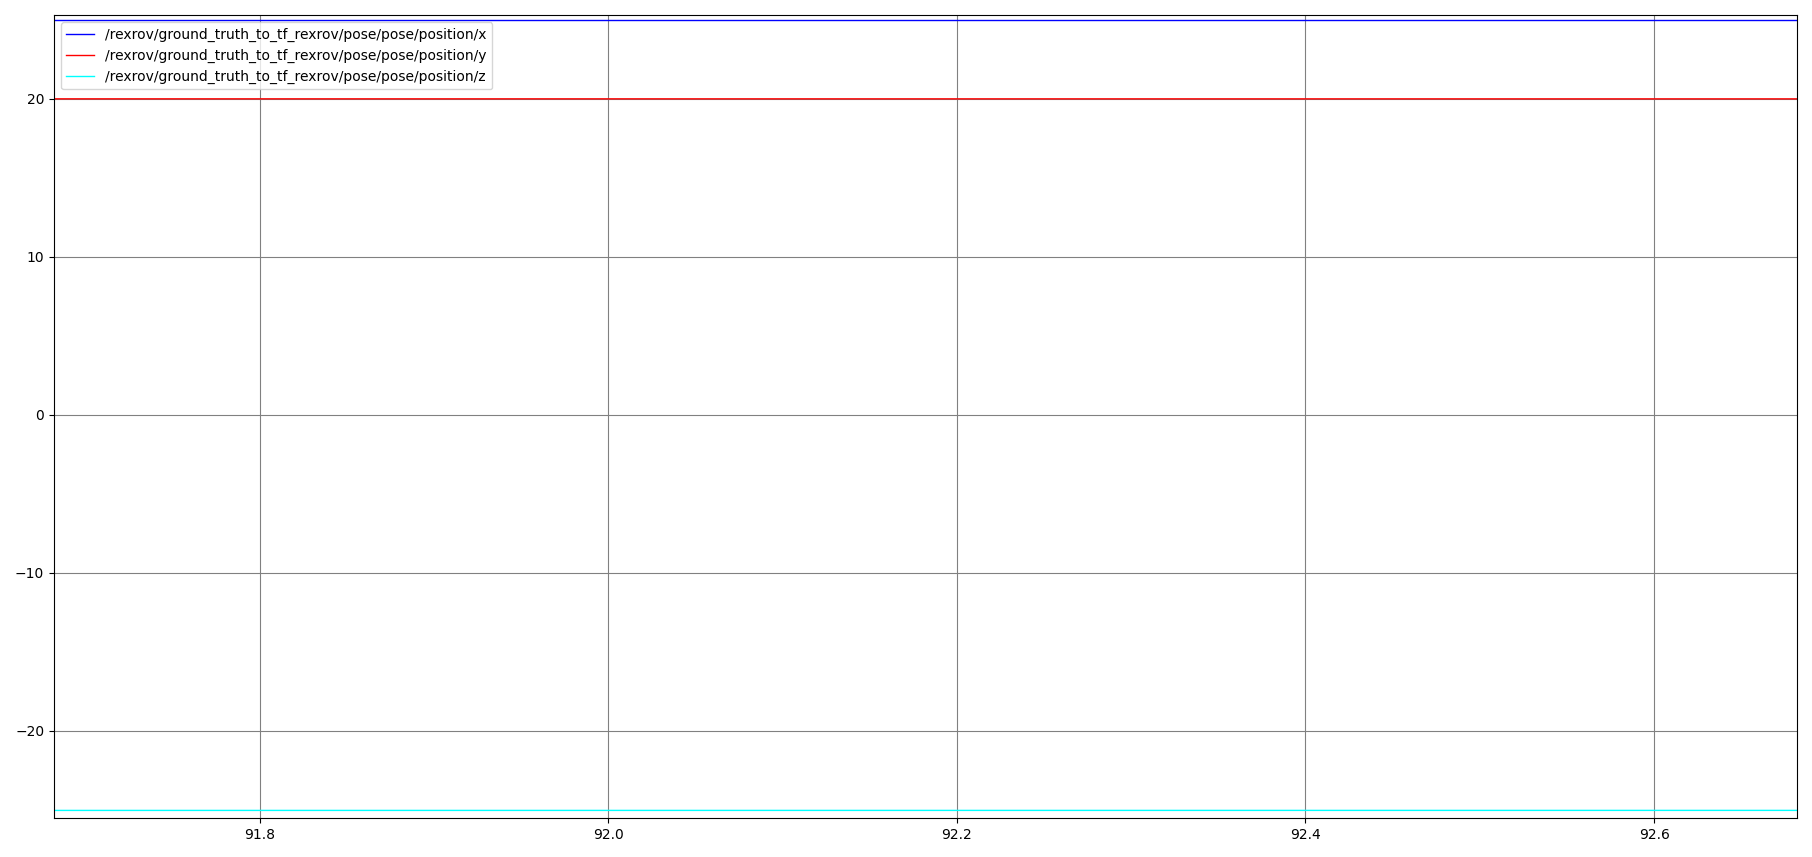 /rexrov/ground_truth_to_tf_rexrov/pose/pose/position/x
/rexrov/ground_truth_to_tf_rexrov/pose/pose/position/y
/rexrov/ground_truth_to_tf_rexrov/pose/pose/position/z
20
10
0
−10
−20
91.8 92.0 92.2 92.4 92.6